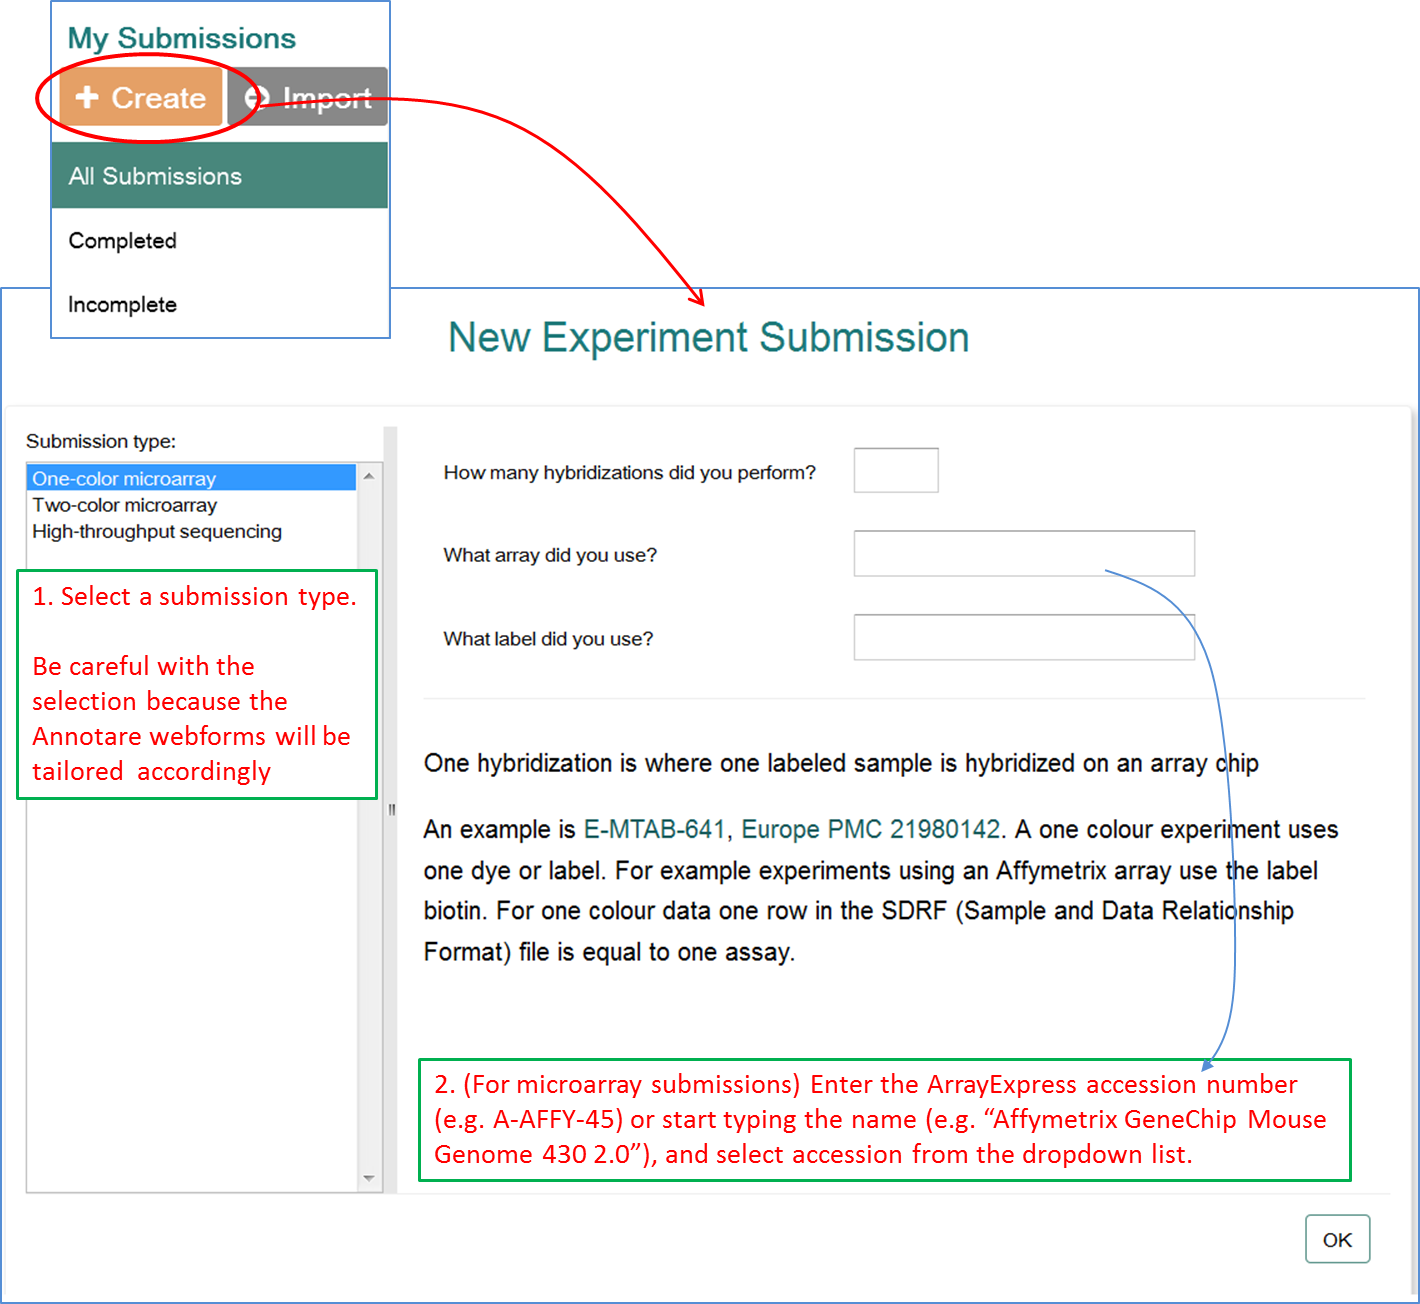 My Submissions
+ Create
Import
All Submissions
Completed
Incomplete
New Experiment Submission
Submission type:
One-color microarray
Two-color microarray
High-throughput sequencing
1. Select a submission type.
Be careful with the
selection because the
Annotare webforms will be
tailored accordingly
How many hybridizations did you perform?
What array did you use?
What label did you use?
One hybridization is where one labeled sample is hybridized on an array chip
An example is E-MTAB-641, Europe PMC 21980142. A one colour experiment uses
one dye or label. For example experiments using an Affymetrix array use the label
biotin. For one colour data one row in the SDRF (Sample and Data Relationship
Format) file is equal to one assay.
2. (For microarray submissions) Enter the ArrayExpress accession number
(e.g. A-AFFY-45) or start typing the name (e.g. “Affymetrix GeneChip Mouse
Genome 430 2.0”), and select accession from the dropdown list.
OK